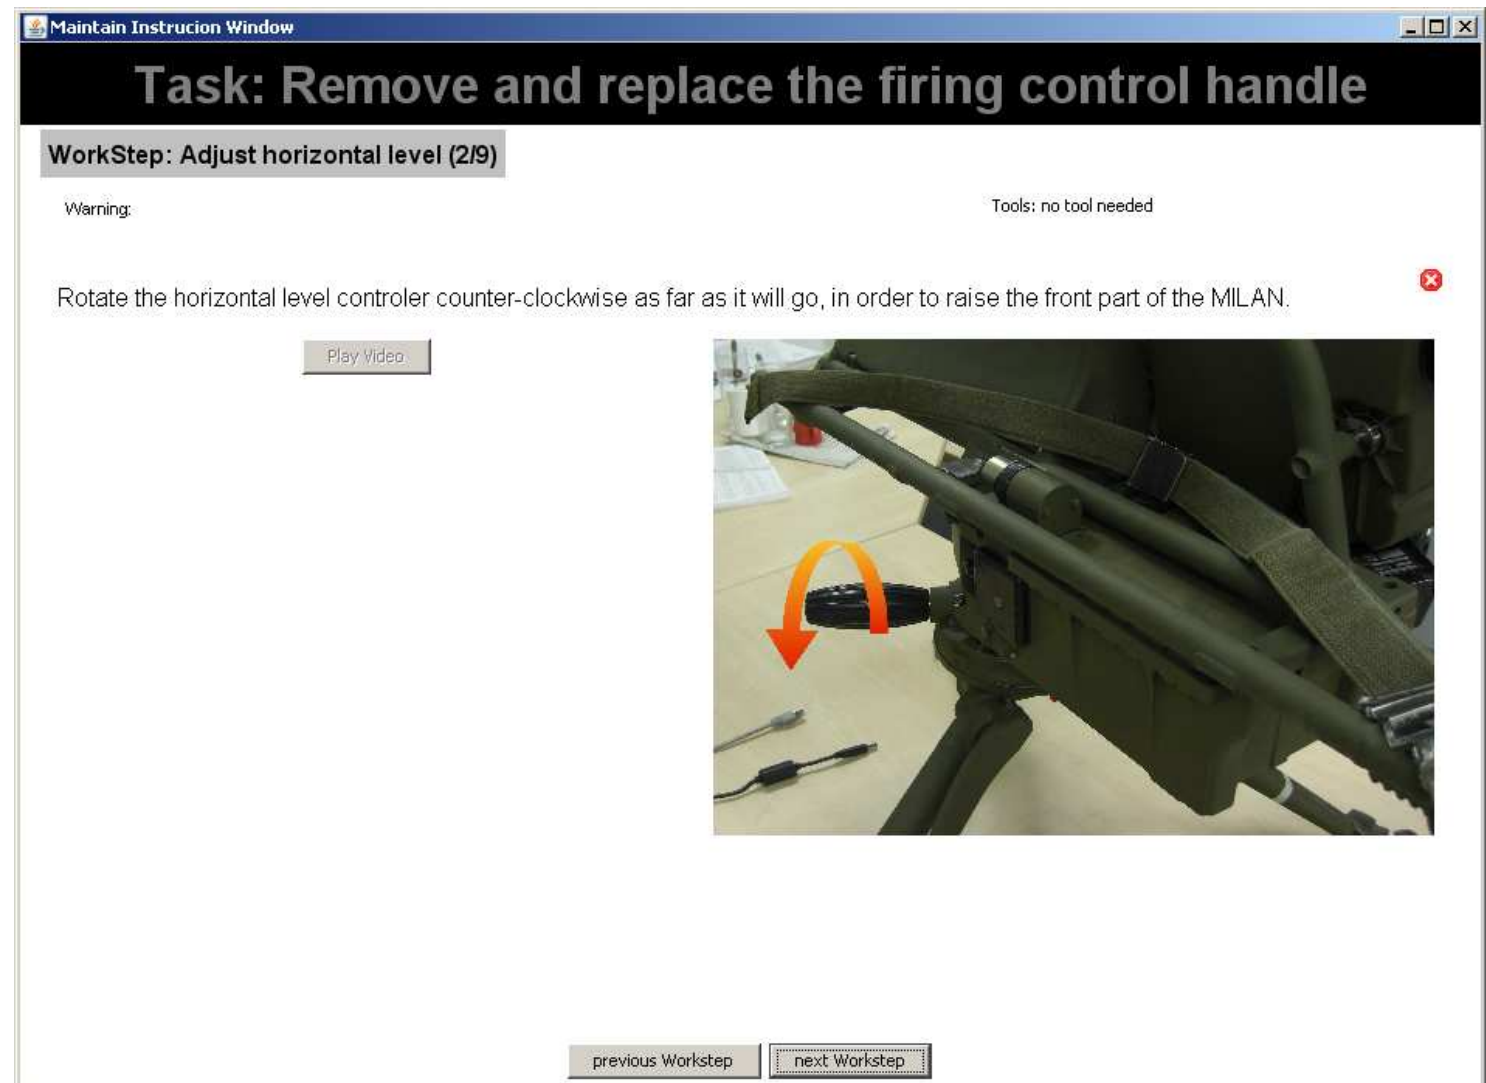 Maintain Instrucion Window
Task: Remove and replace the firing control handle
WorkStep: Adjust horizontal level (2/9)
Warning:
Tools: no tool needed
Rotate the horizontal level controler counter-clockwise as far as it will go, in order to raise the front part of the MILAN.
Play Video
previous Workstep
next Workstep